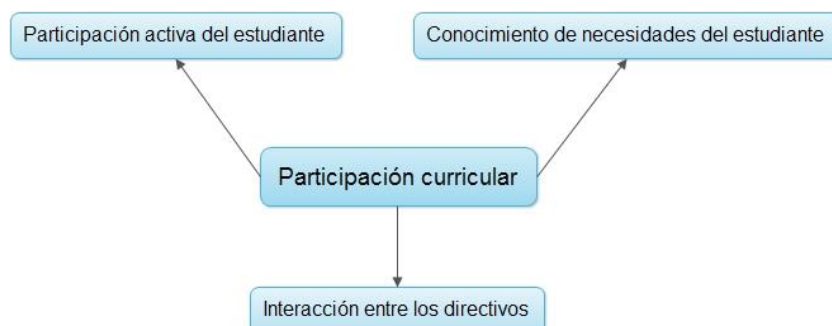 Participación activa del estudiante
Conocimiento de necesidades del estudiante
Participación curricular
Interacción entre los directivos